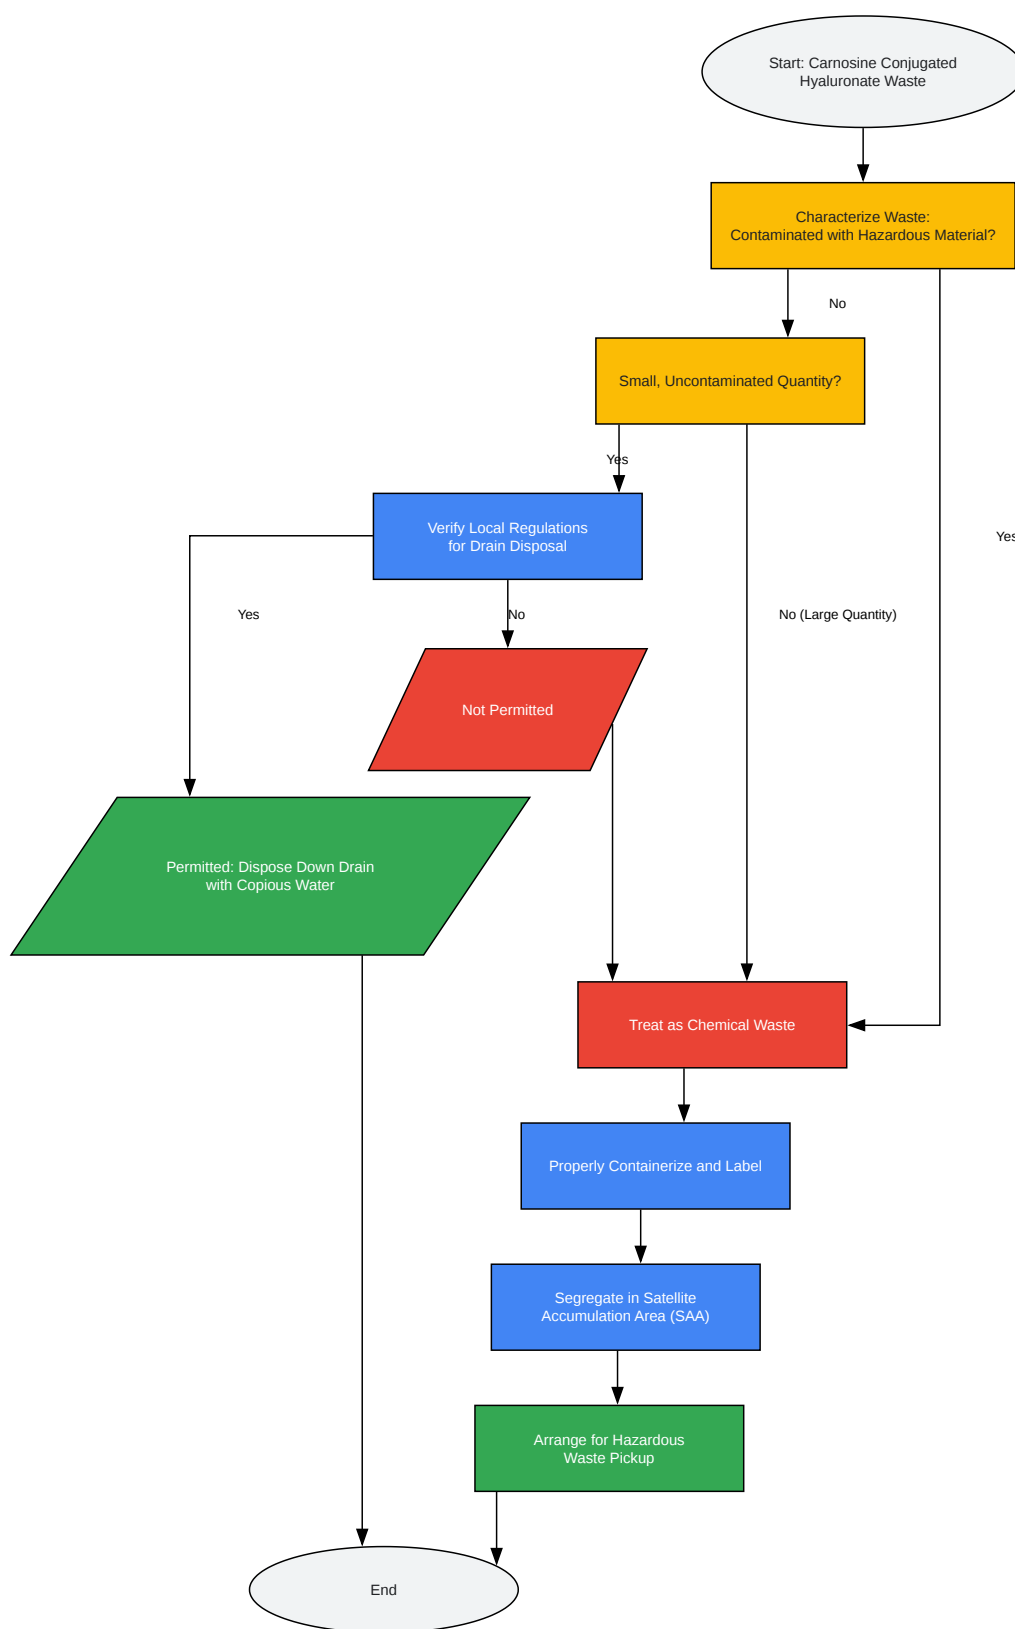 Start: Carnosine Conjugated
Hyaluronate Waste
Characterize Waste:
Contaminated with Hazardous Material?
No
Small, Uncontaminated Quantity?
Yes
Verify Local Regulations
for Drain Disposal
Yes
Yes
No
No (Large Quantity)
Not Permitted
Permitted: Dispose Down Drain
with Copious Water
Treat as Chemical Waste
Properly Containerize and Label
Segregate in Satellite
Accumulation Area (SAA)
Arrange for Hazardous
Waste Pickup
End